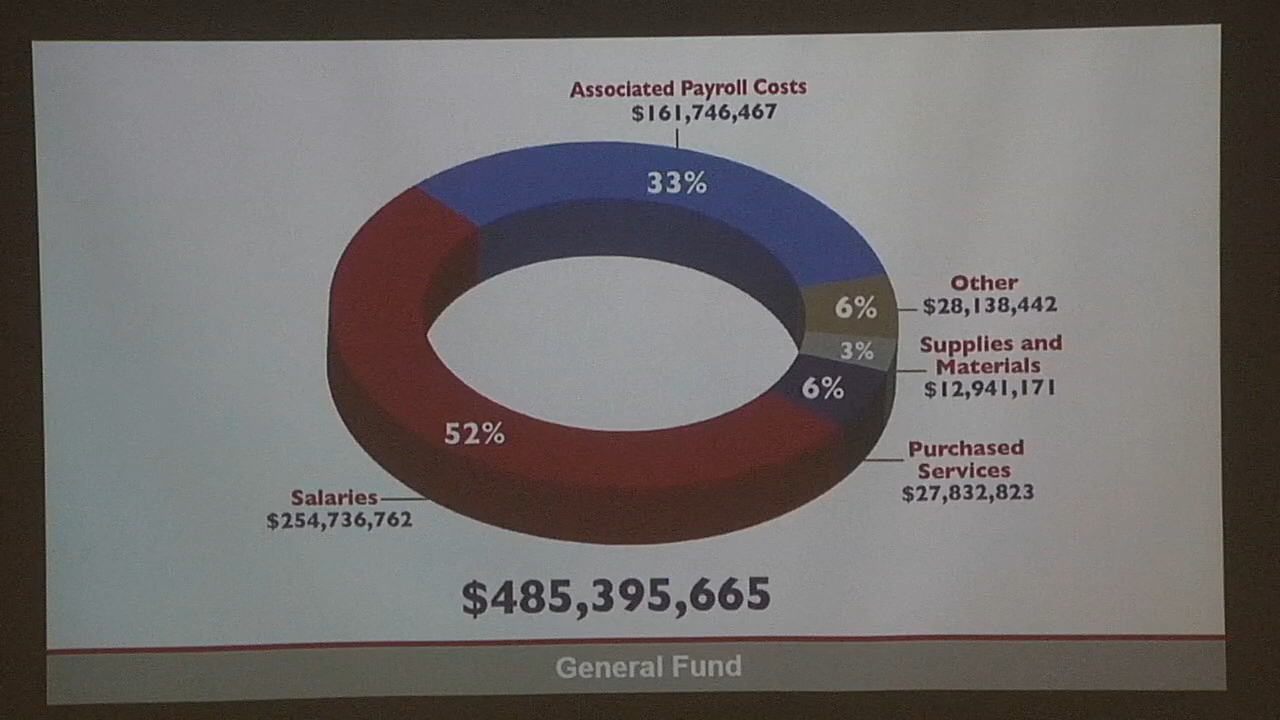 Associated Payroll Costs
$161,746,467
33%
Other
$28,138,442
6%
Supplies and
Materials
$12,941,171
3%
6%
Purchased
Services
$27,832,823
52%
Salaries
$254,736,762
$485,395,665
General Fund